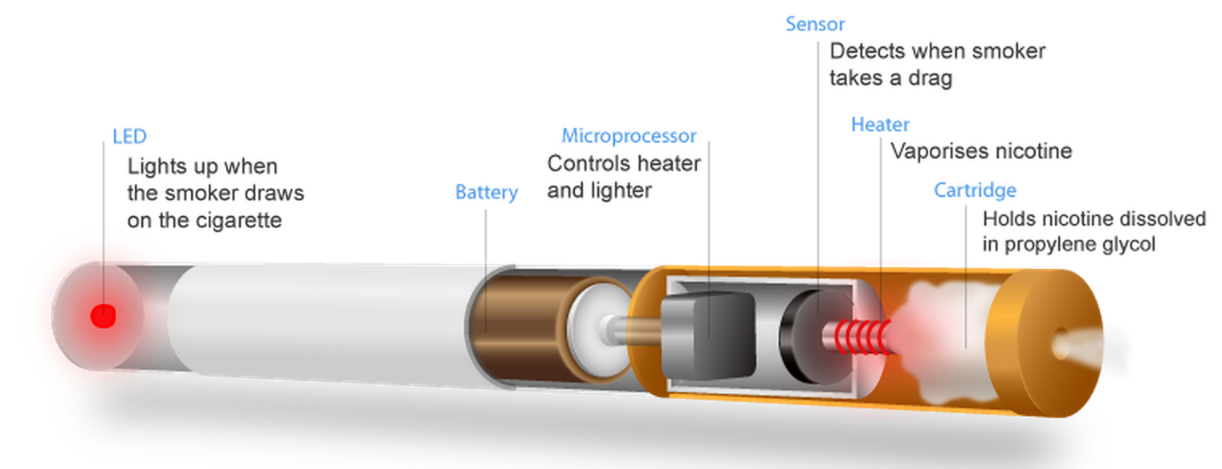 Sensor
Detects when smoker
takes a drag
LED
Lights up when
the smoker draws
on the cigarette
Battery
Microprocessor
Controls heater
and lighter
Heater
Vaporises nicotine
Cartridge
Holds nicotine dissolved
in propylene glycol